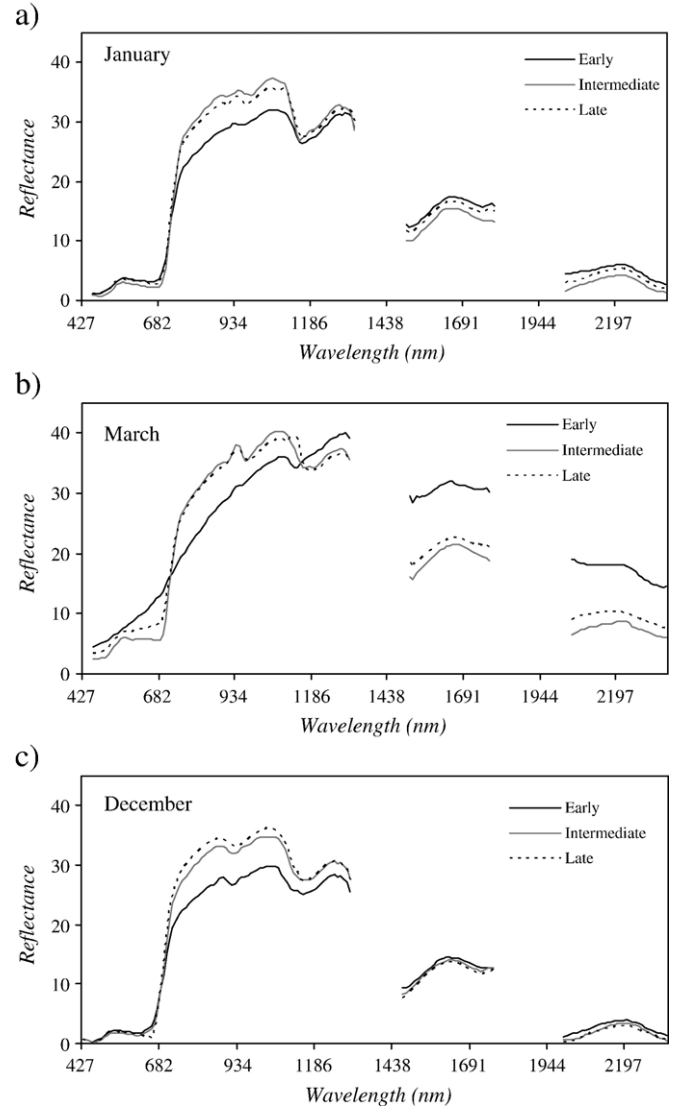 a)
January
Early
Intermediate
Late
40
30
20
10
0
Reflectance
427 682 934 1186 1438 1691 1944 2197
Wavelength (nm)
b)
March
Early
Intermediate
Late
40
30
20
10
0
Reflectance
427 682 934 1186 1438 1691 1944 2197
Wavelength (nm)
c)
December
Early
Intermediate
Late
40
30
20
10
0
Reflectance
427 682 934 1186 1438 1691 1944 2197
Wavelength (nm)